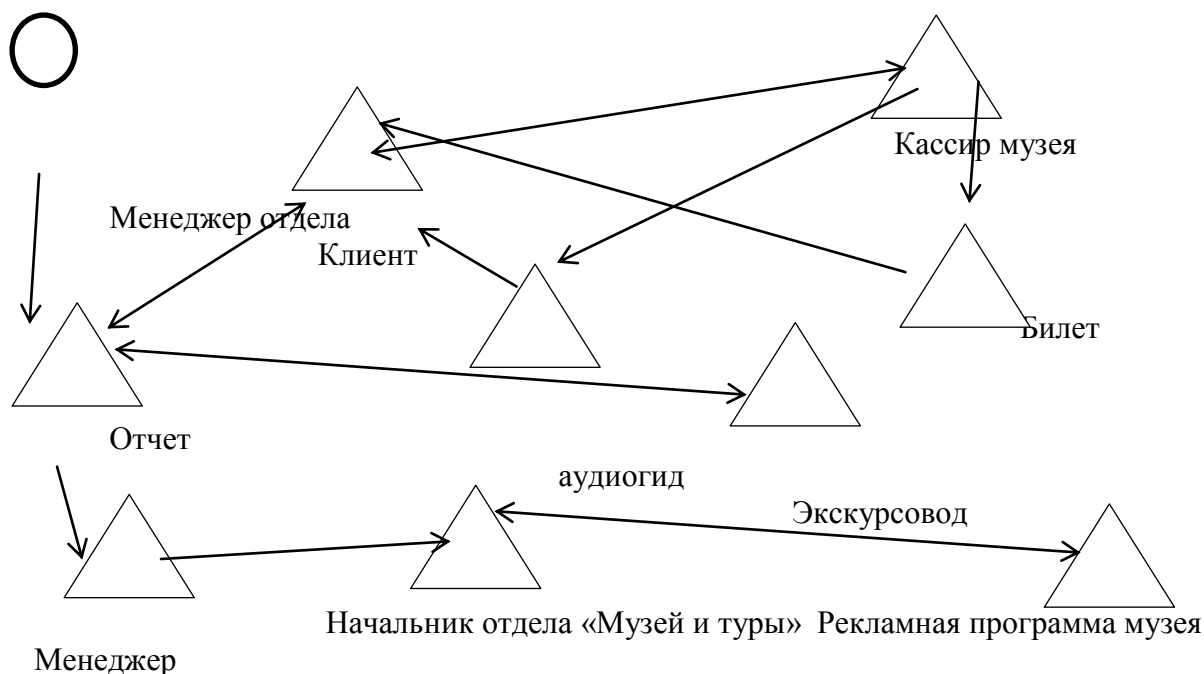 Кассир музея
Менеджер отдела
Клиент
Билет
Отчет
аудиогид
Экскурсовод
Начальник отдела «Музей и туры» Рекламная программа музея
Менеджер